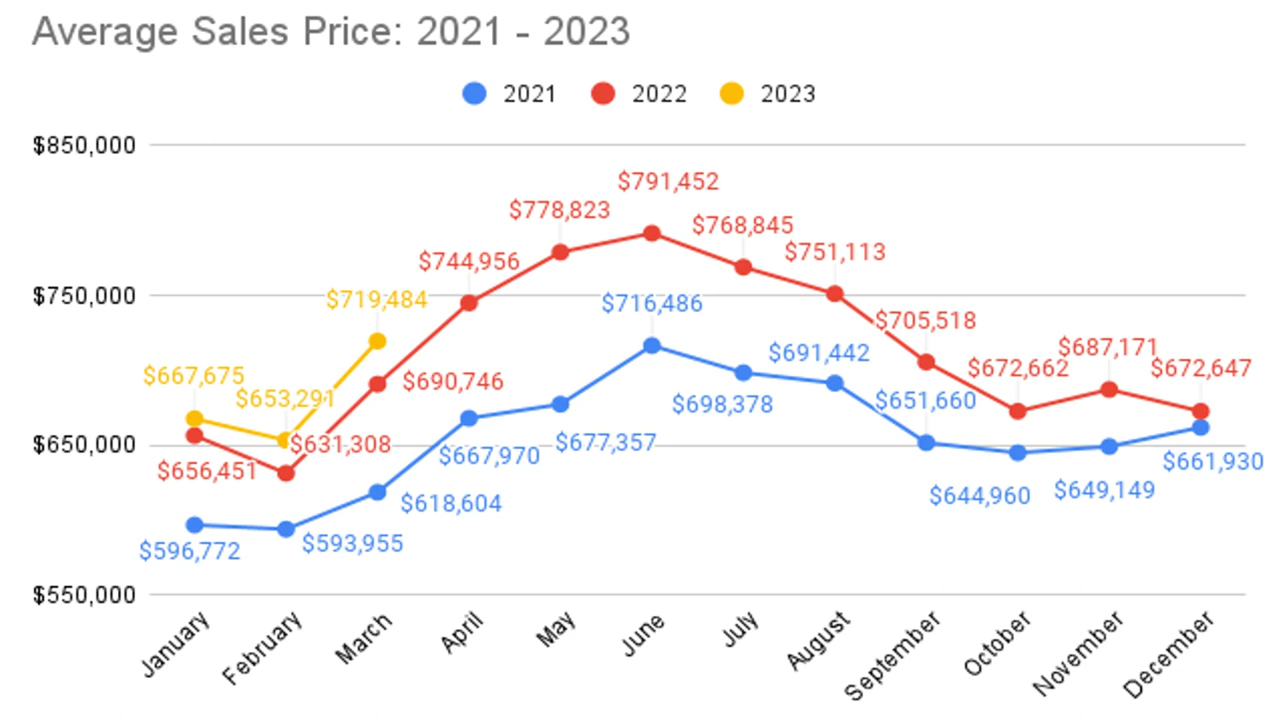 Average Sales Price: 2021 - 2023
2021 2022 2023
$850,000
$750,000
$650,000
$550,000
$791,452
$778,823
$768,845
$751,113
$744,956
$719,484
$716,486
$705,518
$691,442
$687,171
$672,662
$672,647
$667,675
$690,746
$653,291
$651,660
$698,378
$631,308
$677,357
$667,970
$661,930
$656,451
$649,149
$644,960
$618,604
$593,955
$596,772
January
February
March
April
May
June
July
August
September
October
November
December